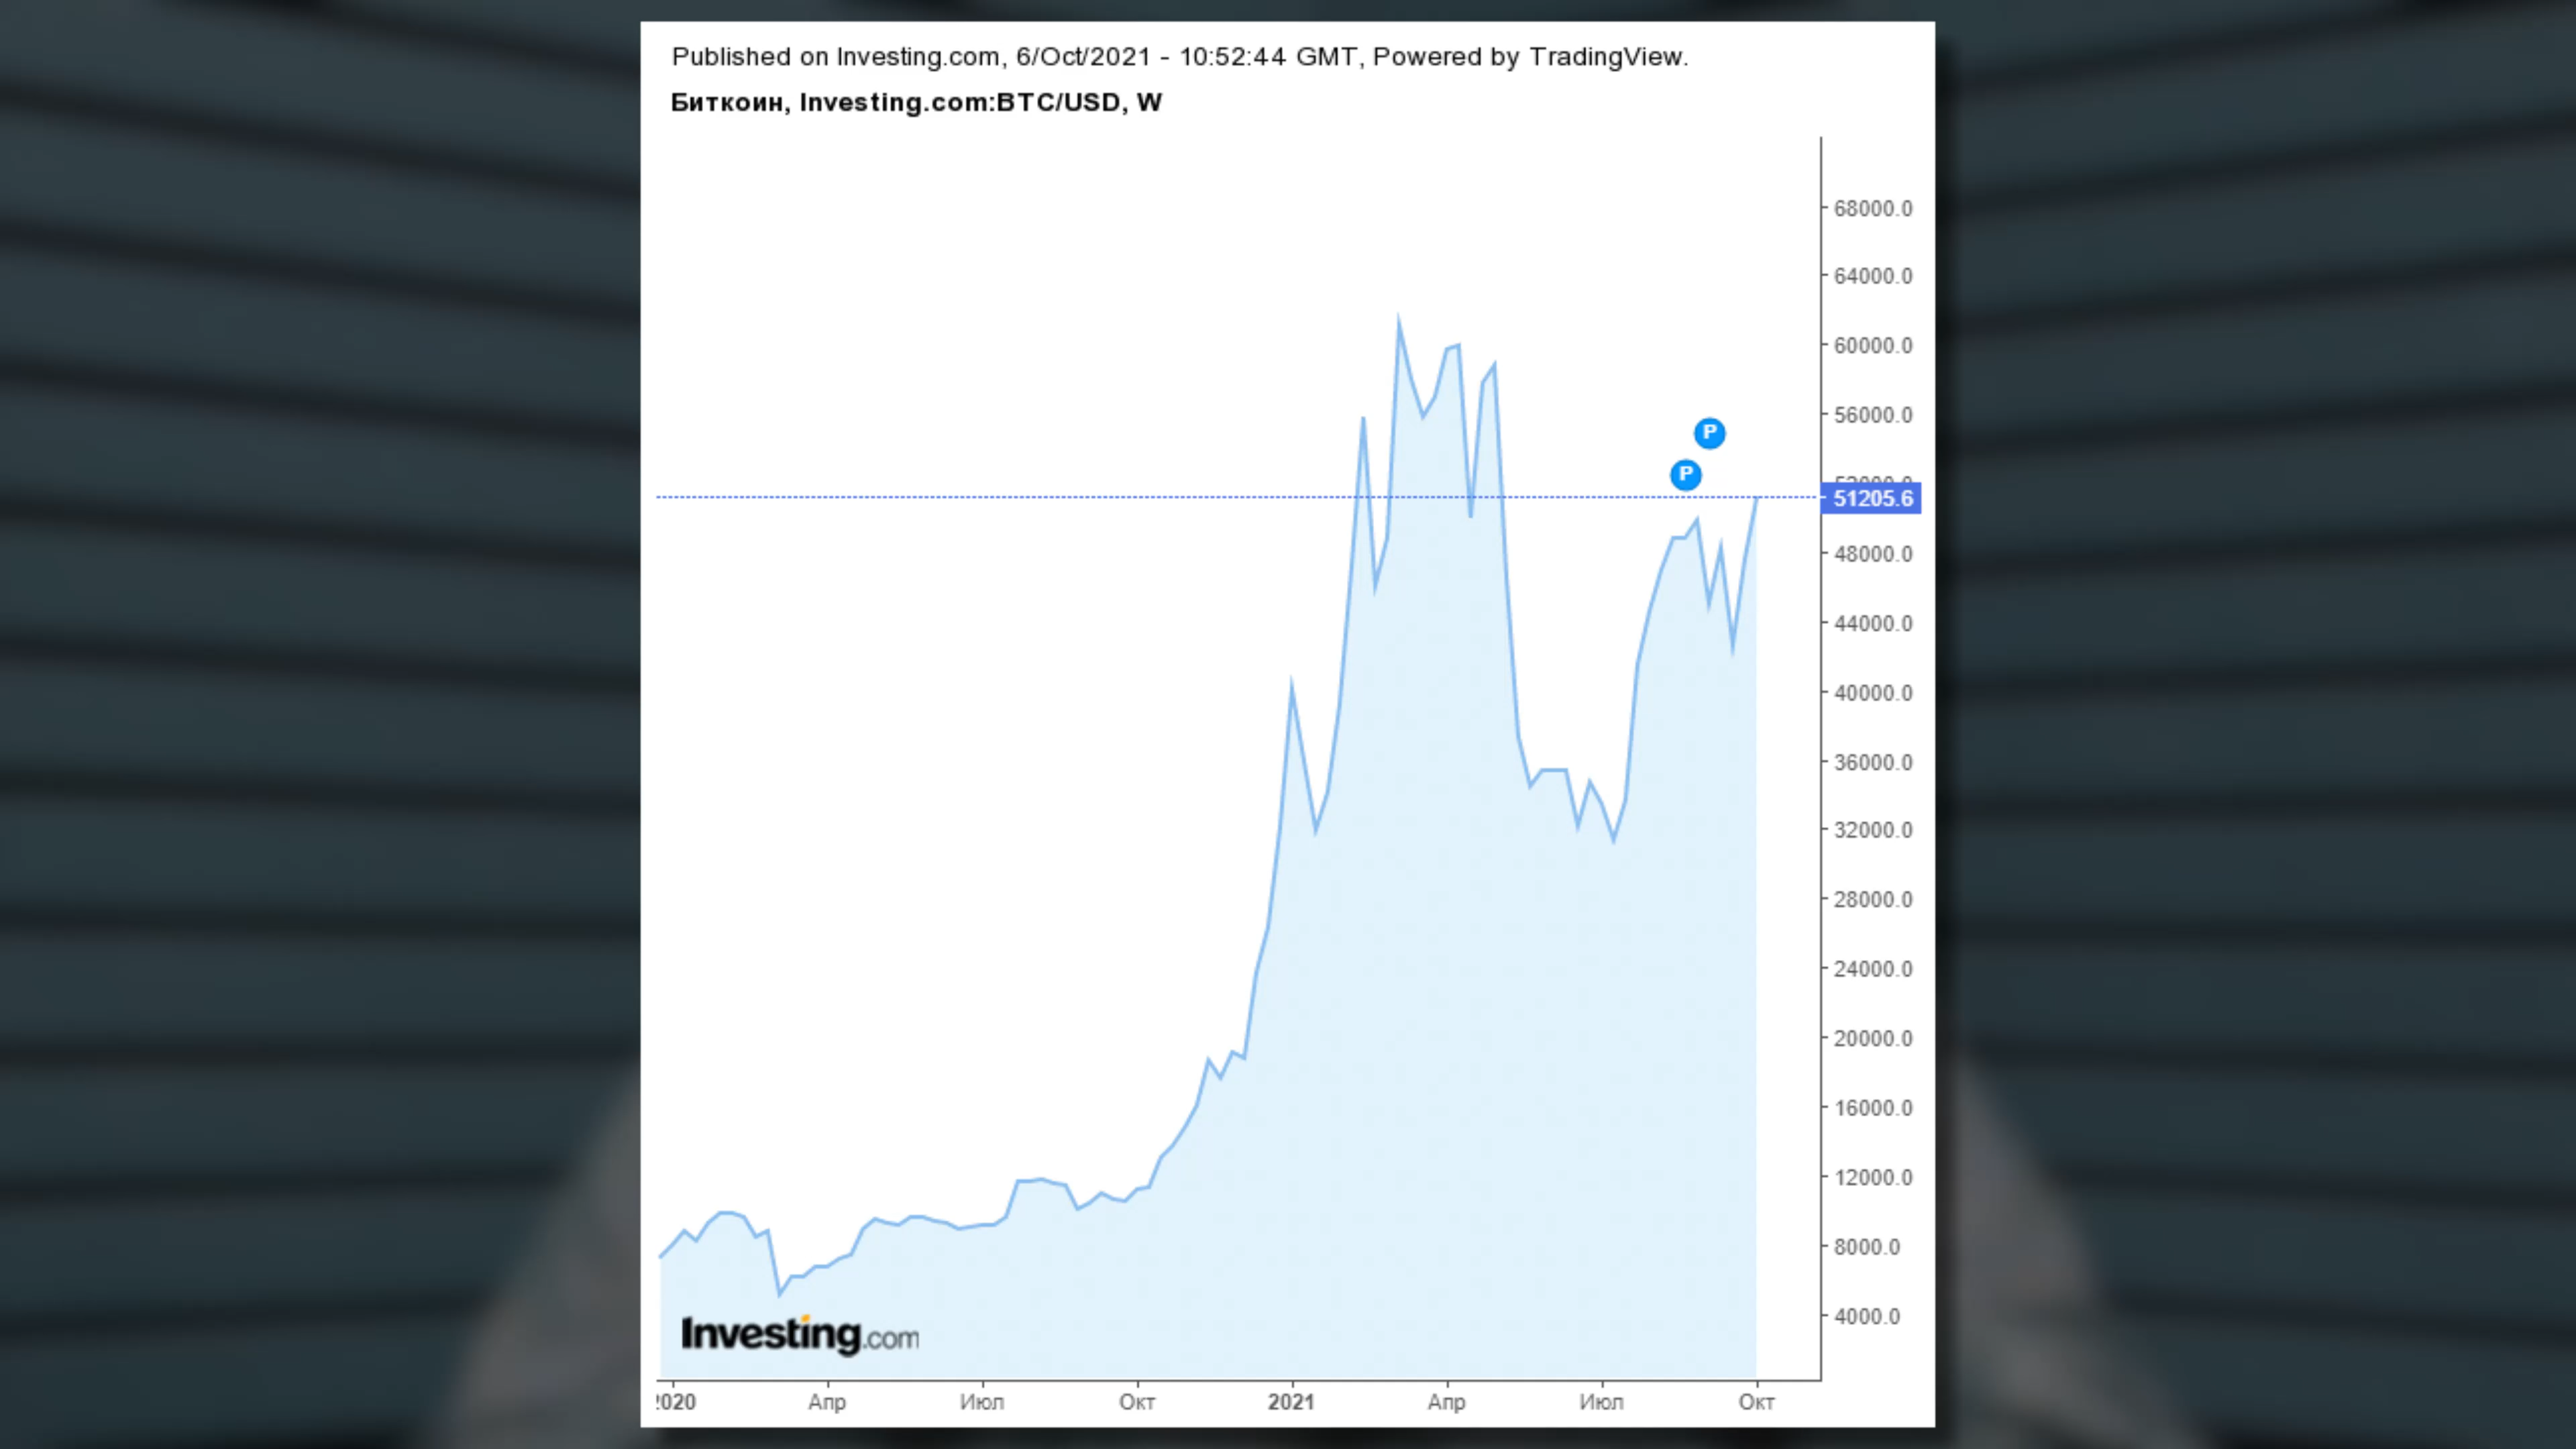 Published on Investing.com, 6/Oct/2021 - 10:52:44 GMT, Powered by TradingView.
Биткоин, Investing.com:BTC/USD, W
68000.0
64000.0
60000.0
56000.0
P
P
51205.6
48000.0
44000.0
40000.0
36000.0
32000.0
28000.0
24000.0
20000.0
16000.0
12000.0
8000.0
4000.0
Investing.com
2020 Апр Июл Окт 2021 Апр Июл Окт